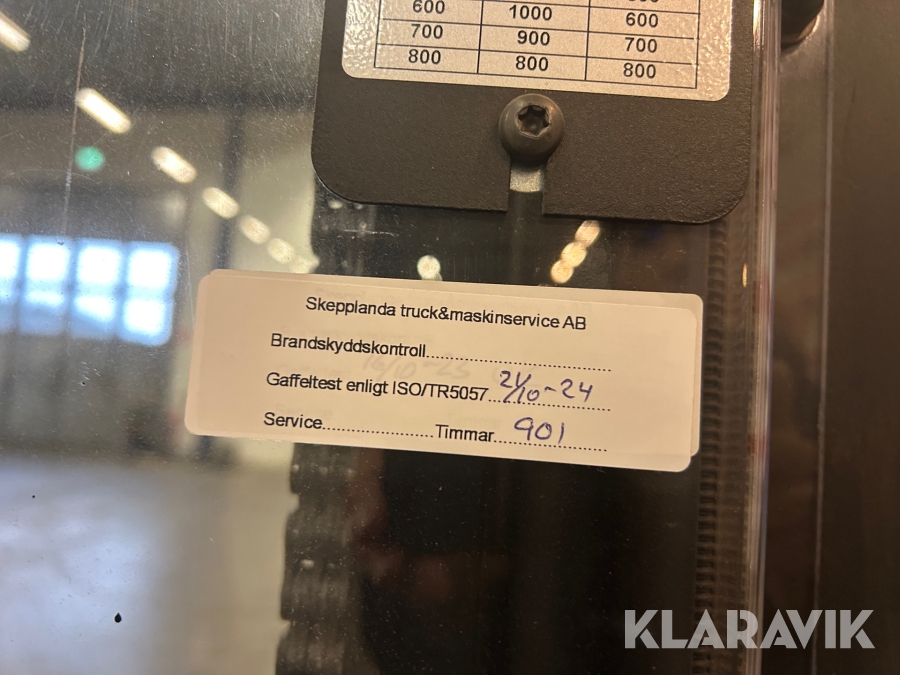 600 1000 600
700 900 700
800 800 800
Skepplanda truck&maskinservice AB
Brandskyddskontroll........................................
Gaffeltest enligt ISO/TR5057...21/10-24
Service........................Timmar....901
KLARAVIK